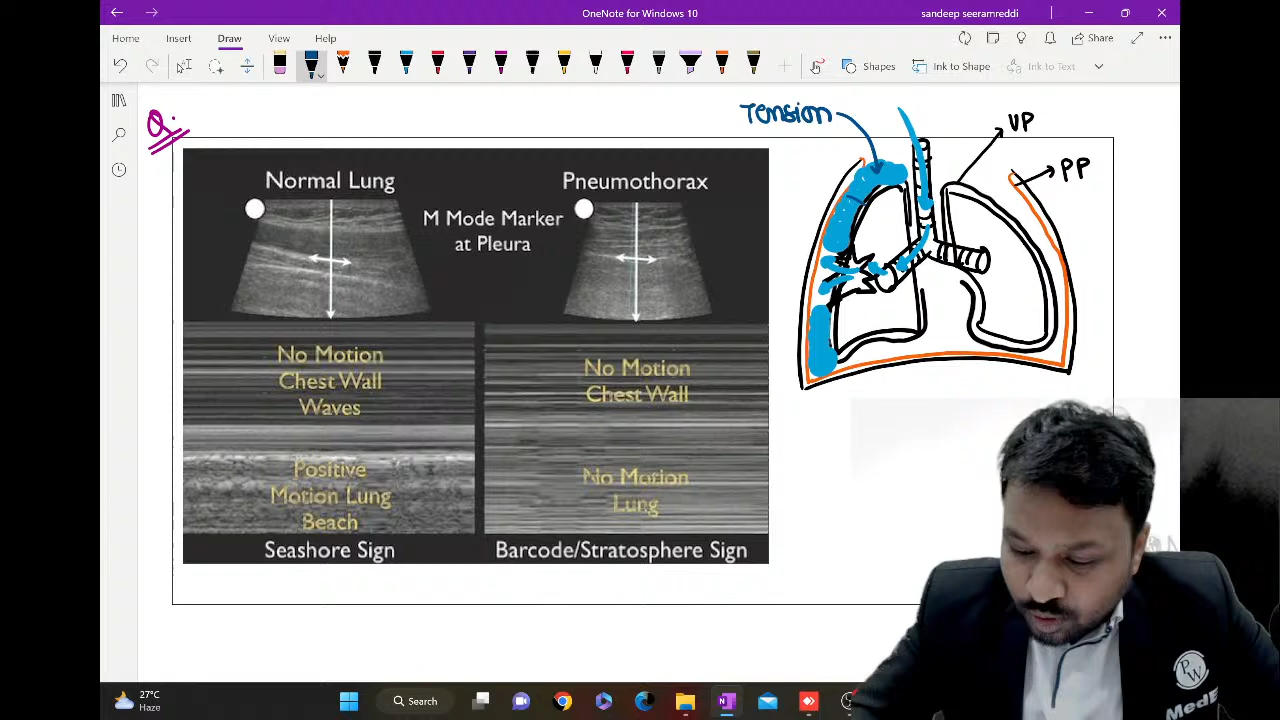 OneNote for Windows 10
sandeep seeramreddi
Home
Insert
Draw
View
Help
Share
Shapes
Ink to Shape
Ink to Text
Q.
Tension
VP
PP
Normal Lung
Pneumothorax
M Mode Marker
at Pleura
No Motion
Chest Wall
Waves
No Motion
Chest Wall
Positive
Motion Lung
Beach
No Motion
Lung
Seashore Sign
Barcode/Stratosphere Sign
PW
MedE
27°C
Haze
Search